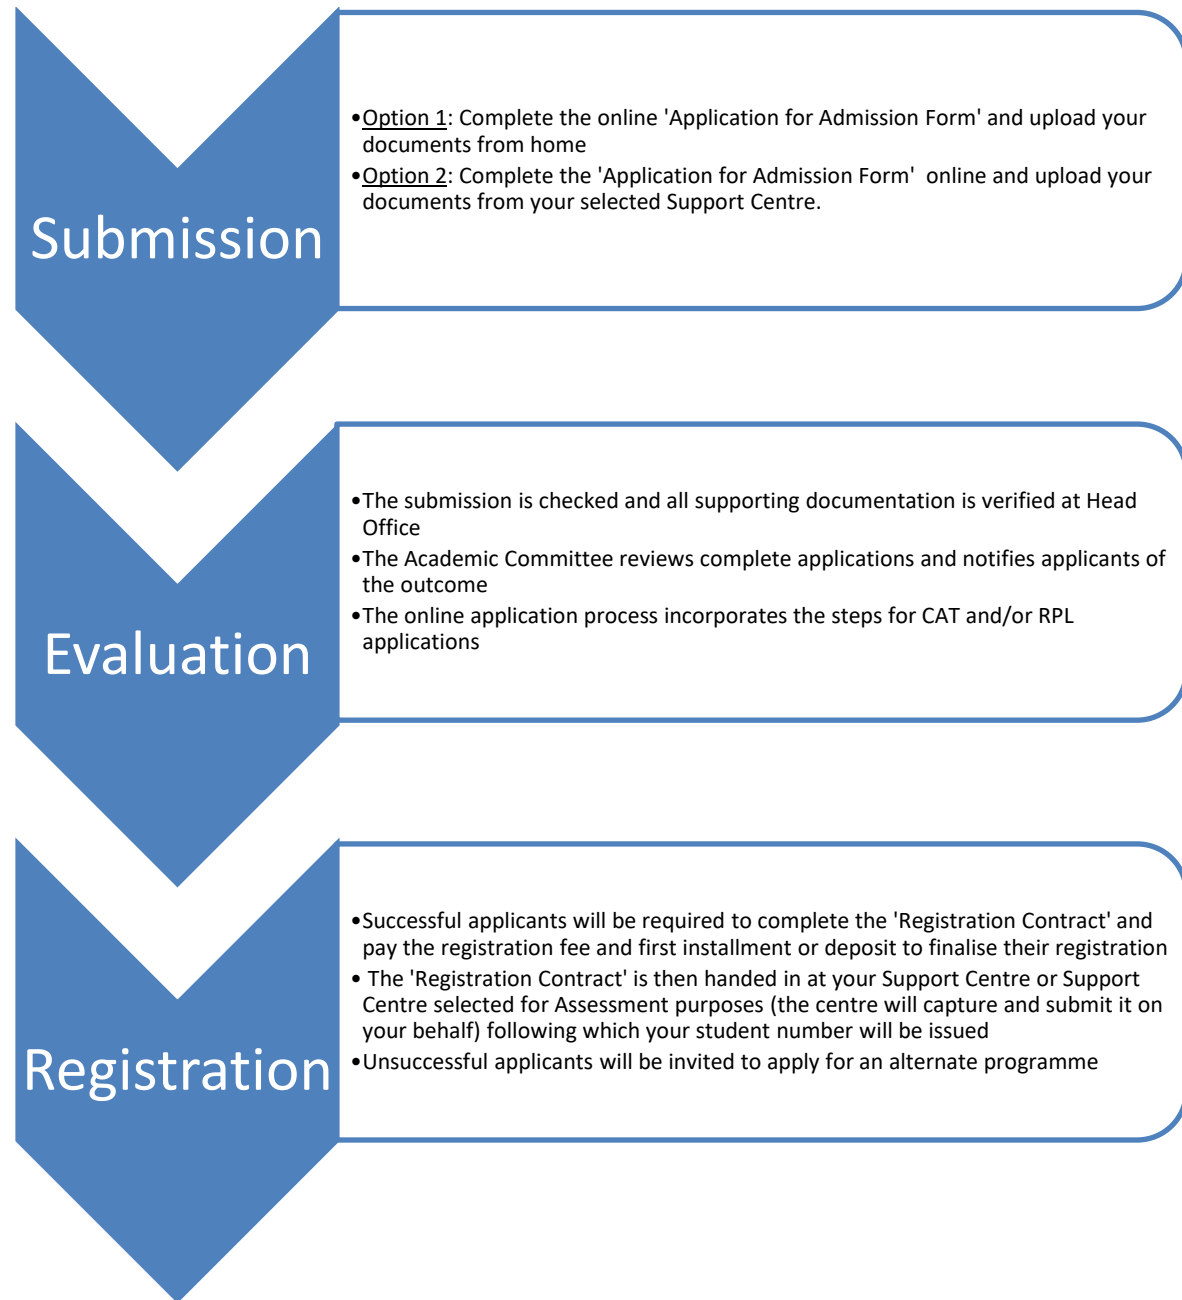 Submission
•Option 1: Complete the online 'Application for Admission Form' and upload your
documents from home
•Option 2: Complete the 'Application for Admission Form'  online and upload your
documents from your selected Support Centre.
Evaluation
•The submission is checked and all supporting documentation is verified at Head
Office
•The Academic Committee reviews complete applications and notifies applicants of
the outcome
•The online application process incorporates the steps for CAT and/or RPL
applications
Registration
•Successful applicants will be required to complete the 'Registration Contract' and
pay the registration fee and first installment or deposit to finalise their registration
• The 'Registration Contract' is then handed in at your Support Centre or Support
Centre selected for Assessment purposes (the centre will capture and submit it on
your behalf) following which your student number will be issued
•Unsuccessful applicants will be invited to apply for an alternate programme